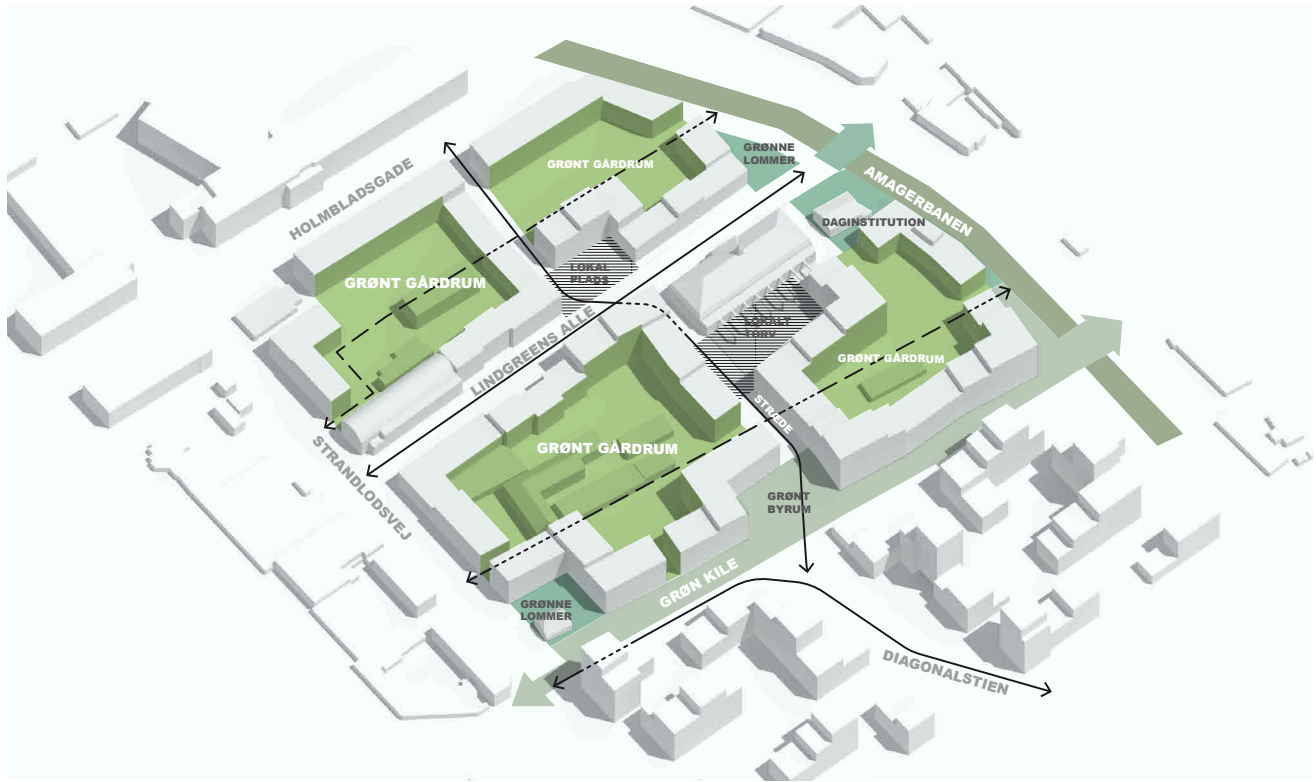 GRØNNE
LOMMER
GRØNT GÅRDRUM
HOLMBLADSGADE
AMAGERBANEN
DAGINSTITUTION
LOKAL
PLADS
GRØNT GÅRDRUM
LOKALT
TORV
LINDGREENS ALLE
GRØNT GÅRDRUM
STRÆDE
GRØNT GÅRDRUM
STRANDLODSVEJ
GRØNT
BYRUM
GRØN KILE
GRØNNE
LOMMER
DIAGONALSTIEN